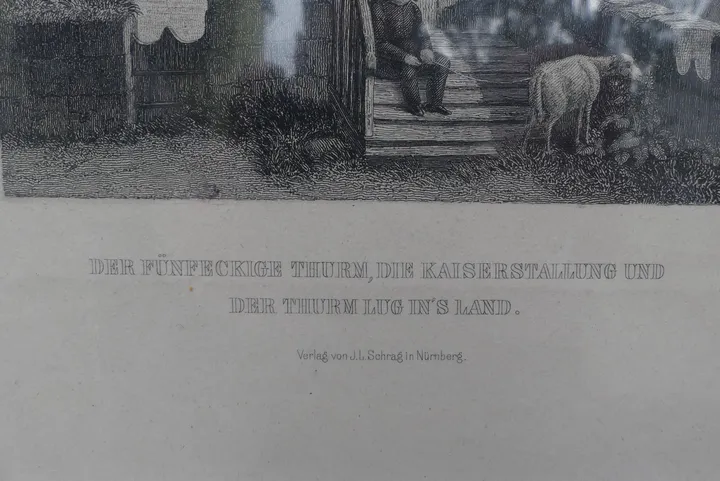 DER FÜNFECKIGE THURM, DIE KAISERSTALLUNG UND
DER THURM LUG IN'S LAND.
Verlag von J. L. Schrag in Nürnberg.